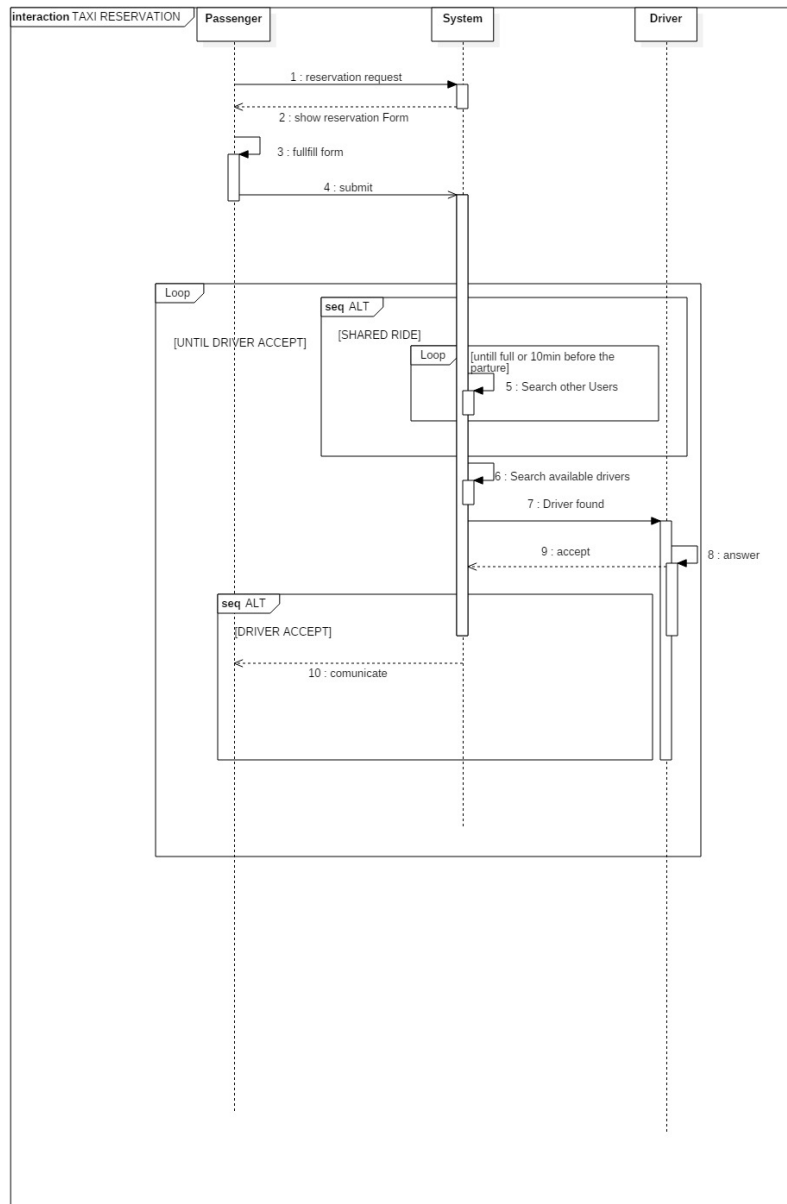 interaction TAXI RESERVATION
Passenger
System
Driver
1 : reservation request
2 : show reservation Form
3 : fullfill form
4 : submit
Loop
seq ALT
[UNTIL DRIVER ACCEPT]
[SHARED RIDE]
Loop
[untill full or 10min before the
parture]
5 : Search other Users
6 : Search available drivers
7 : Driver found
9 : accept
8 : answer
seq ALT
[DRIVER ACCEPT]
10 : comunicate